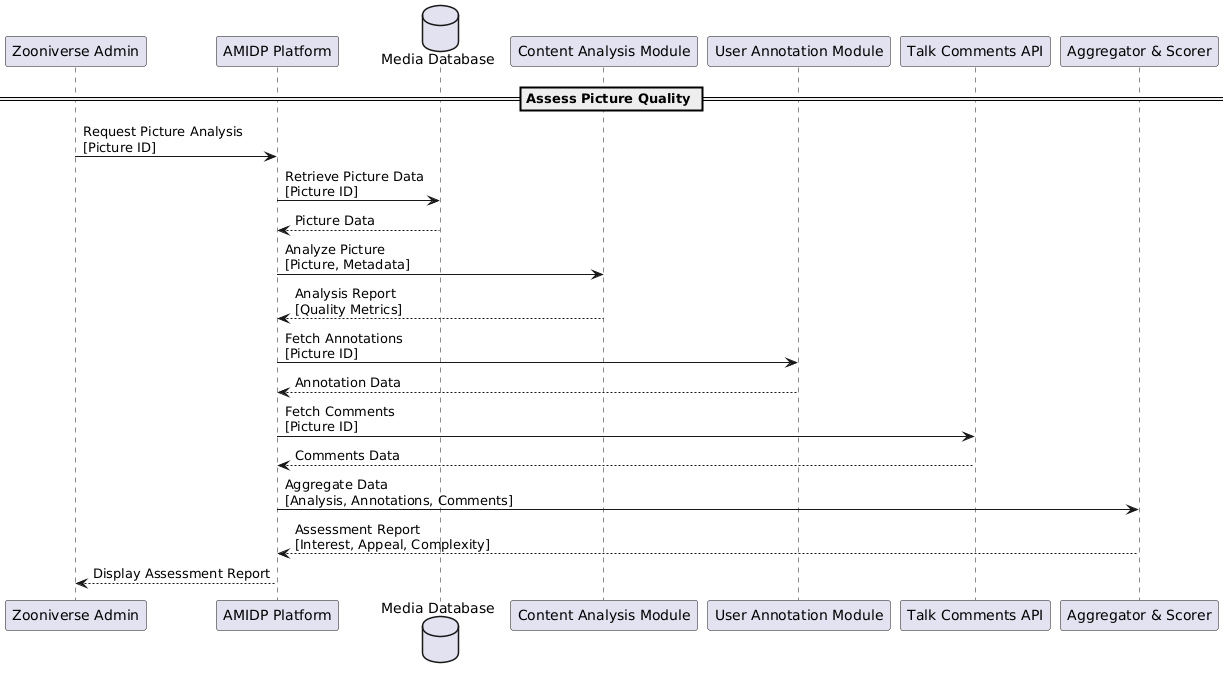 Zooniverse Admin
AMIDP Platform
Media Database
Content Analysis Module
User Annotation Module
Talk Comments API
Aggregator & Scorer
Assess Picture Quality
Request Picture Analysis
[Picture ID]
Retrieve Picture Data
[Picture ID]
Picture Data
Analyze Picture
[Picture, Metadata]
Analysis Report
[Quality Metrics]
Fetch Annotations
[Picture ID]
Annotation Data
Fetch Comments
[Picture ID]
Comments Data
Aggregate Data
[Analysis, Annotations, Comments]
Assessment Report
[Interest, Appeal, Complexity]
Display Assessment Report
Zooniverse Admin
AMIDP Platform
Media Database
Content Analysis Module
User Annotation Module
Talk Comments API
Aggregator & Scorer